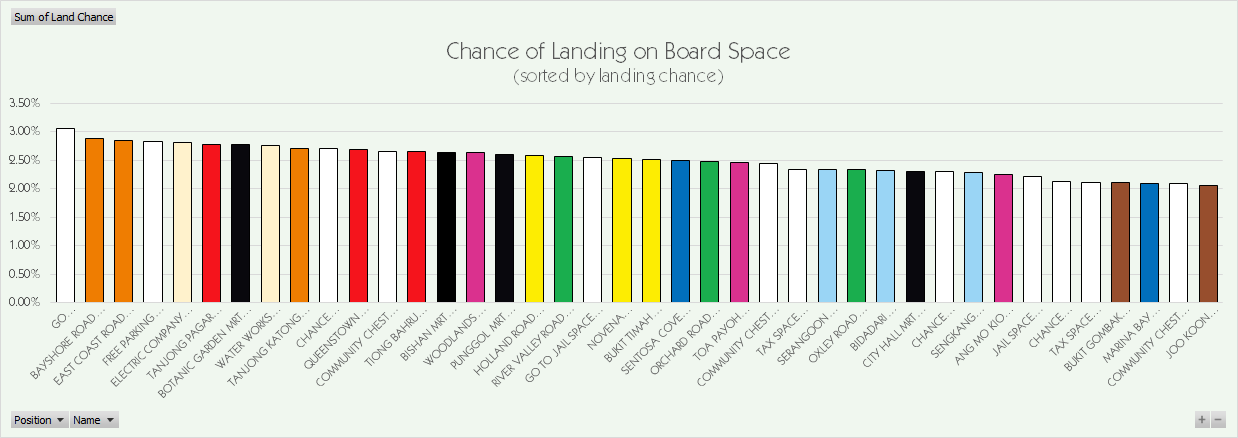 Sum of Land Chance
Chance of Landing on Board Space
(sorted by landing chance)
3.50%
3.00%
2.50%
2.00%
1.50%
1.00%
0.50%
0.00%
GO...
BAYSHORE ROAD...
EAST COAST ROAD...
FREE PARKING...
ELECTRIC COMPANY...
TANJONG PAGAR...
BOTANIC GARDEN MRT...
WATER WORKS...
TANJONG KATONG...
CHANCE...
QUEENSTOWN...
COMMUNITY CHEST...
TIONG BAHRU...
BISHAN MRT...
WOODLANDS...
PUNGGOL MRT...
HOLLAND ROAD...
RIVER VALLEY ROAD...
GO TO JAIL SPACE...
NOVENA...
BUKIT TIMAH...
SENTOSA COVE...
ORCHARD ROAD...
TOA PAYOH...
COMMUNITY CHEST...
TAX SPACE...
SERANGOON...
OXLEY ROAD...
BIDADARI...
CITY HALL MRT...
CHANCE...
SENGKANG...
ANG MO KIO...
JAIL SPACE...
CHANCE...
TAX SPACE...
BUKIT GOMBAK...
MARINA BAY...
COMMUNITY CHEST...
JOO KOON...
Position
Name
+ −